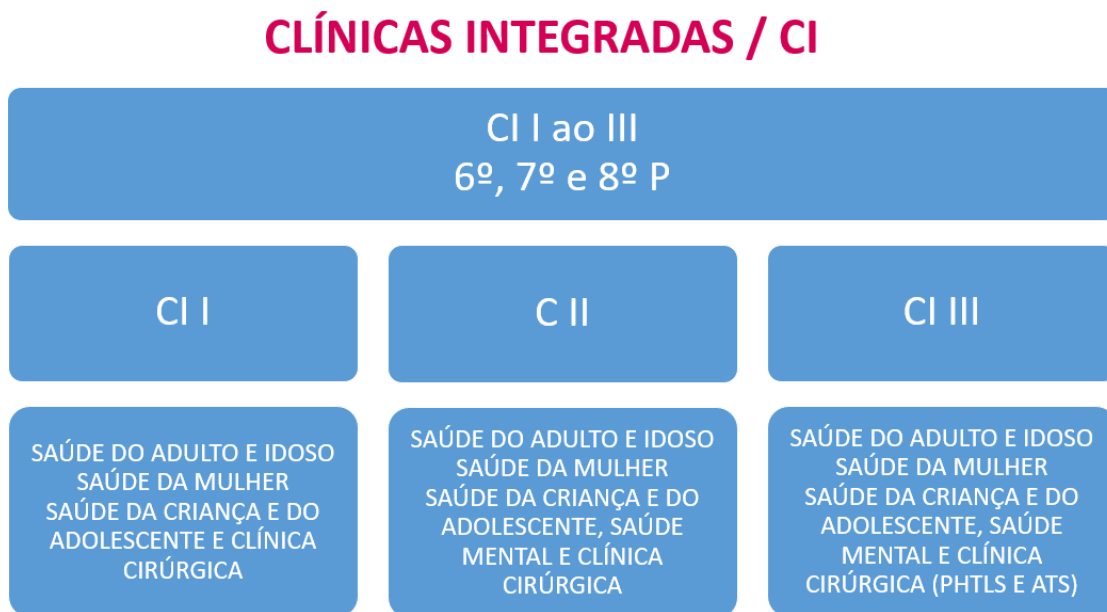 CLÍNICAS INTEGRADAS / CI
CI I ao III
6º, 7º e 8º P
CI I
C II
CI III
SAÚDE DO ADULTO E IDOSO
SAÚDE DA MULHER
SAÚDE DA CRIANÇA E DO
ADOLESCENTE E CLÍNICA
CIRÚRGICA
SAÚDE DO ADULTO E IDOSO
SAÚDE DA MULHER
SAÚDE DA CRIANÇA E DO
ADOLESCENTE, SAÚDE
MENTAL E CLÍNICA
CIRÚRGICA
SAÚDE DO ADULTO E IDOSO
SAÚDE DA MULHER
SAÚDE DA CRIANÇA E DO
ADOLESCENTE, SAÚDE
MENTAL E CLÍNICA
CIRÚRGICA (PHTLS E ATS)